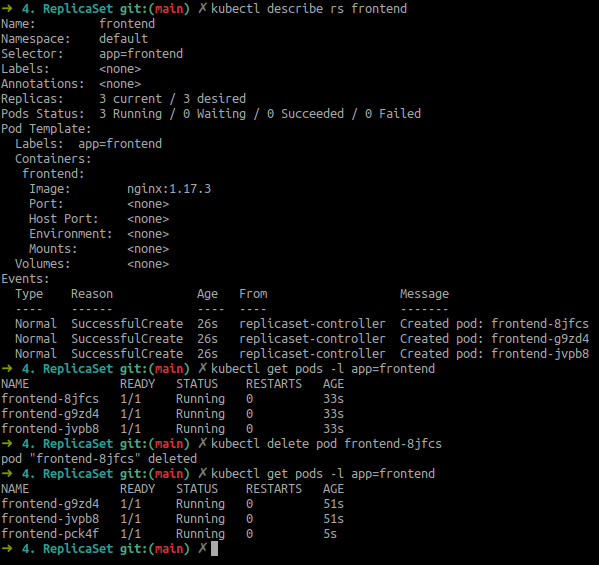 ➜ 4. ReplicaSet git:(main) ✗ kubectl describe rs frontend
Name:         frontend
Namespace:    default
Selector:     app=frontend
Labels:       <none>
Annotations:  <none>
Replicas:     3 current / 3 desired
Pods Status:  3 Running / 0 Waiting / 0 Succeeded / 0 Failed
Pod Template:
  Labels:  app=frontend
  Containers:
   frontend:
    Image:        nginx:1.17.3
    Port:         <none>
    Host Port:    <none>
    Environment:  <none>
    Mounts:       <none>
  Volumes:        <none>
Events:
  Type    Reason            Age   From                   Message
  ----    ------            ----  ----                   -------
  Normal  SuccessfulCreate  26s   replicaset-controller  Created pod: frontend-8jfcs
  Normal  SuccessfulCreate  26s   replicaset-controller  Created pod: frontend-g9zd4
  Normal  SuccessfulCreate  26s   replicaset-controller  Created pod: frontend-jvpb8
➜ 4. ReplicaSet git:(main) ✗ kubectl get pods -l app=frontend
NAME             READY   STATUS    RESTARTS   AGE
frontend-8jfcs   1/1     Running   0          33s
frontend-g9zd4   1/1     Running   0          33s
frontend-jvpb8   1/1     Running   0          33s
➜ 4. ReplicaSet git:(main) ✗ kubectl delete pod frontend-8jfcs
pod "frontend-8jfcs" deleted
➜ 4. ReplicaSet git:(main) ✗ kubectl get pods -l app=frontend
NAME             READY   STATUS    RESTARTS   AGE
frontend-g9zd4   1/1     Running   0          51s
frontend-jvpb8   1/1     Running   0          51s
frontend-pck4f   1/1     Running   0          5s
➜ 4. ReplicaSet git:(main) ✗